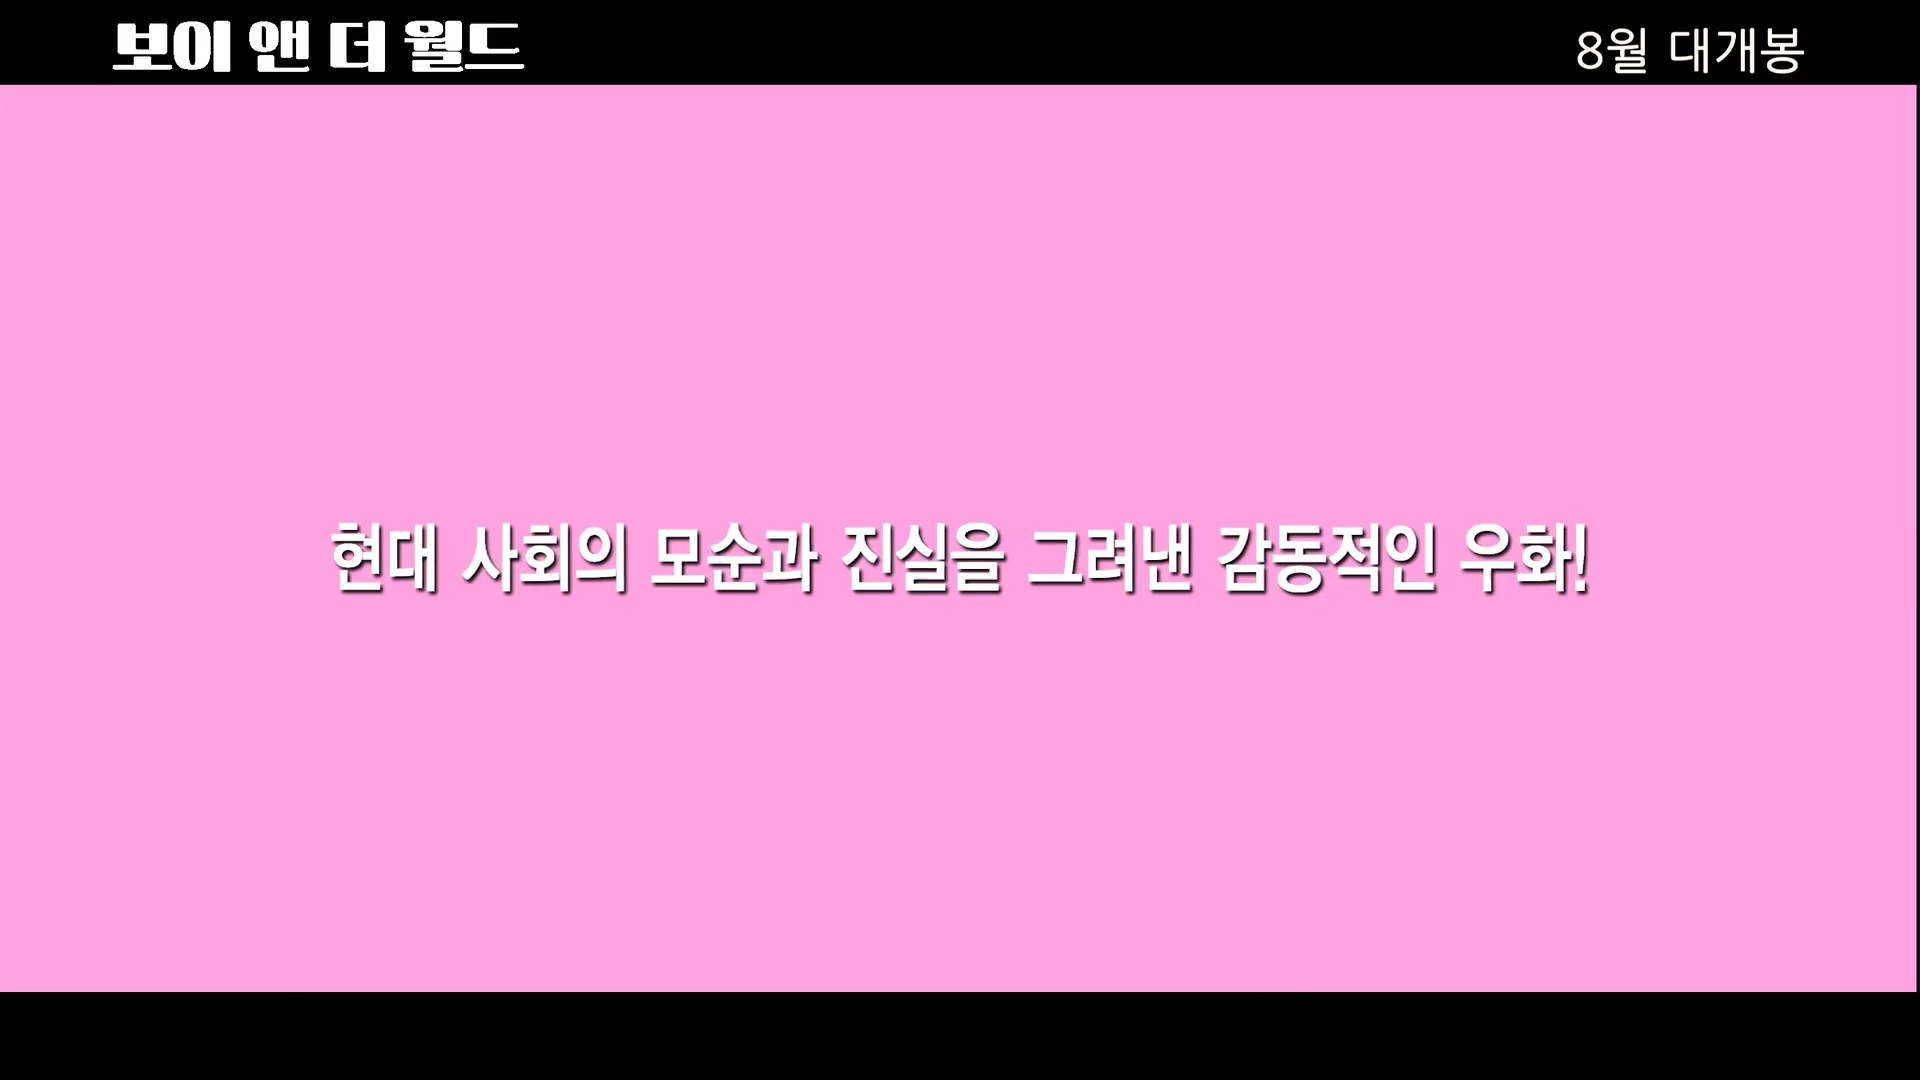 보이 앤 더 월드
8월 대개봉
현대 사회의 모순과 진실을 그려낸 감동적인 우화!